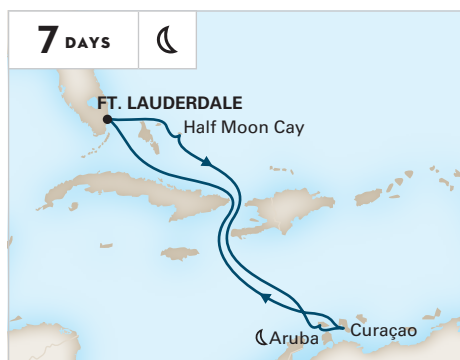 7 DAYS
FT. LAUDERDALE
Half Moon Cay
Aruba
Curaçao